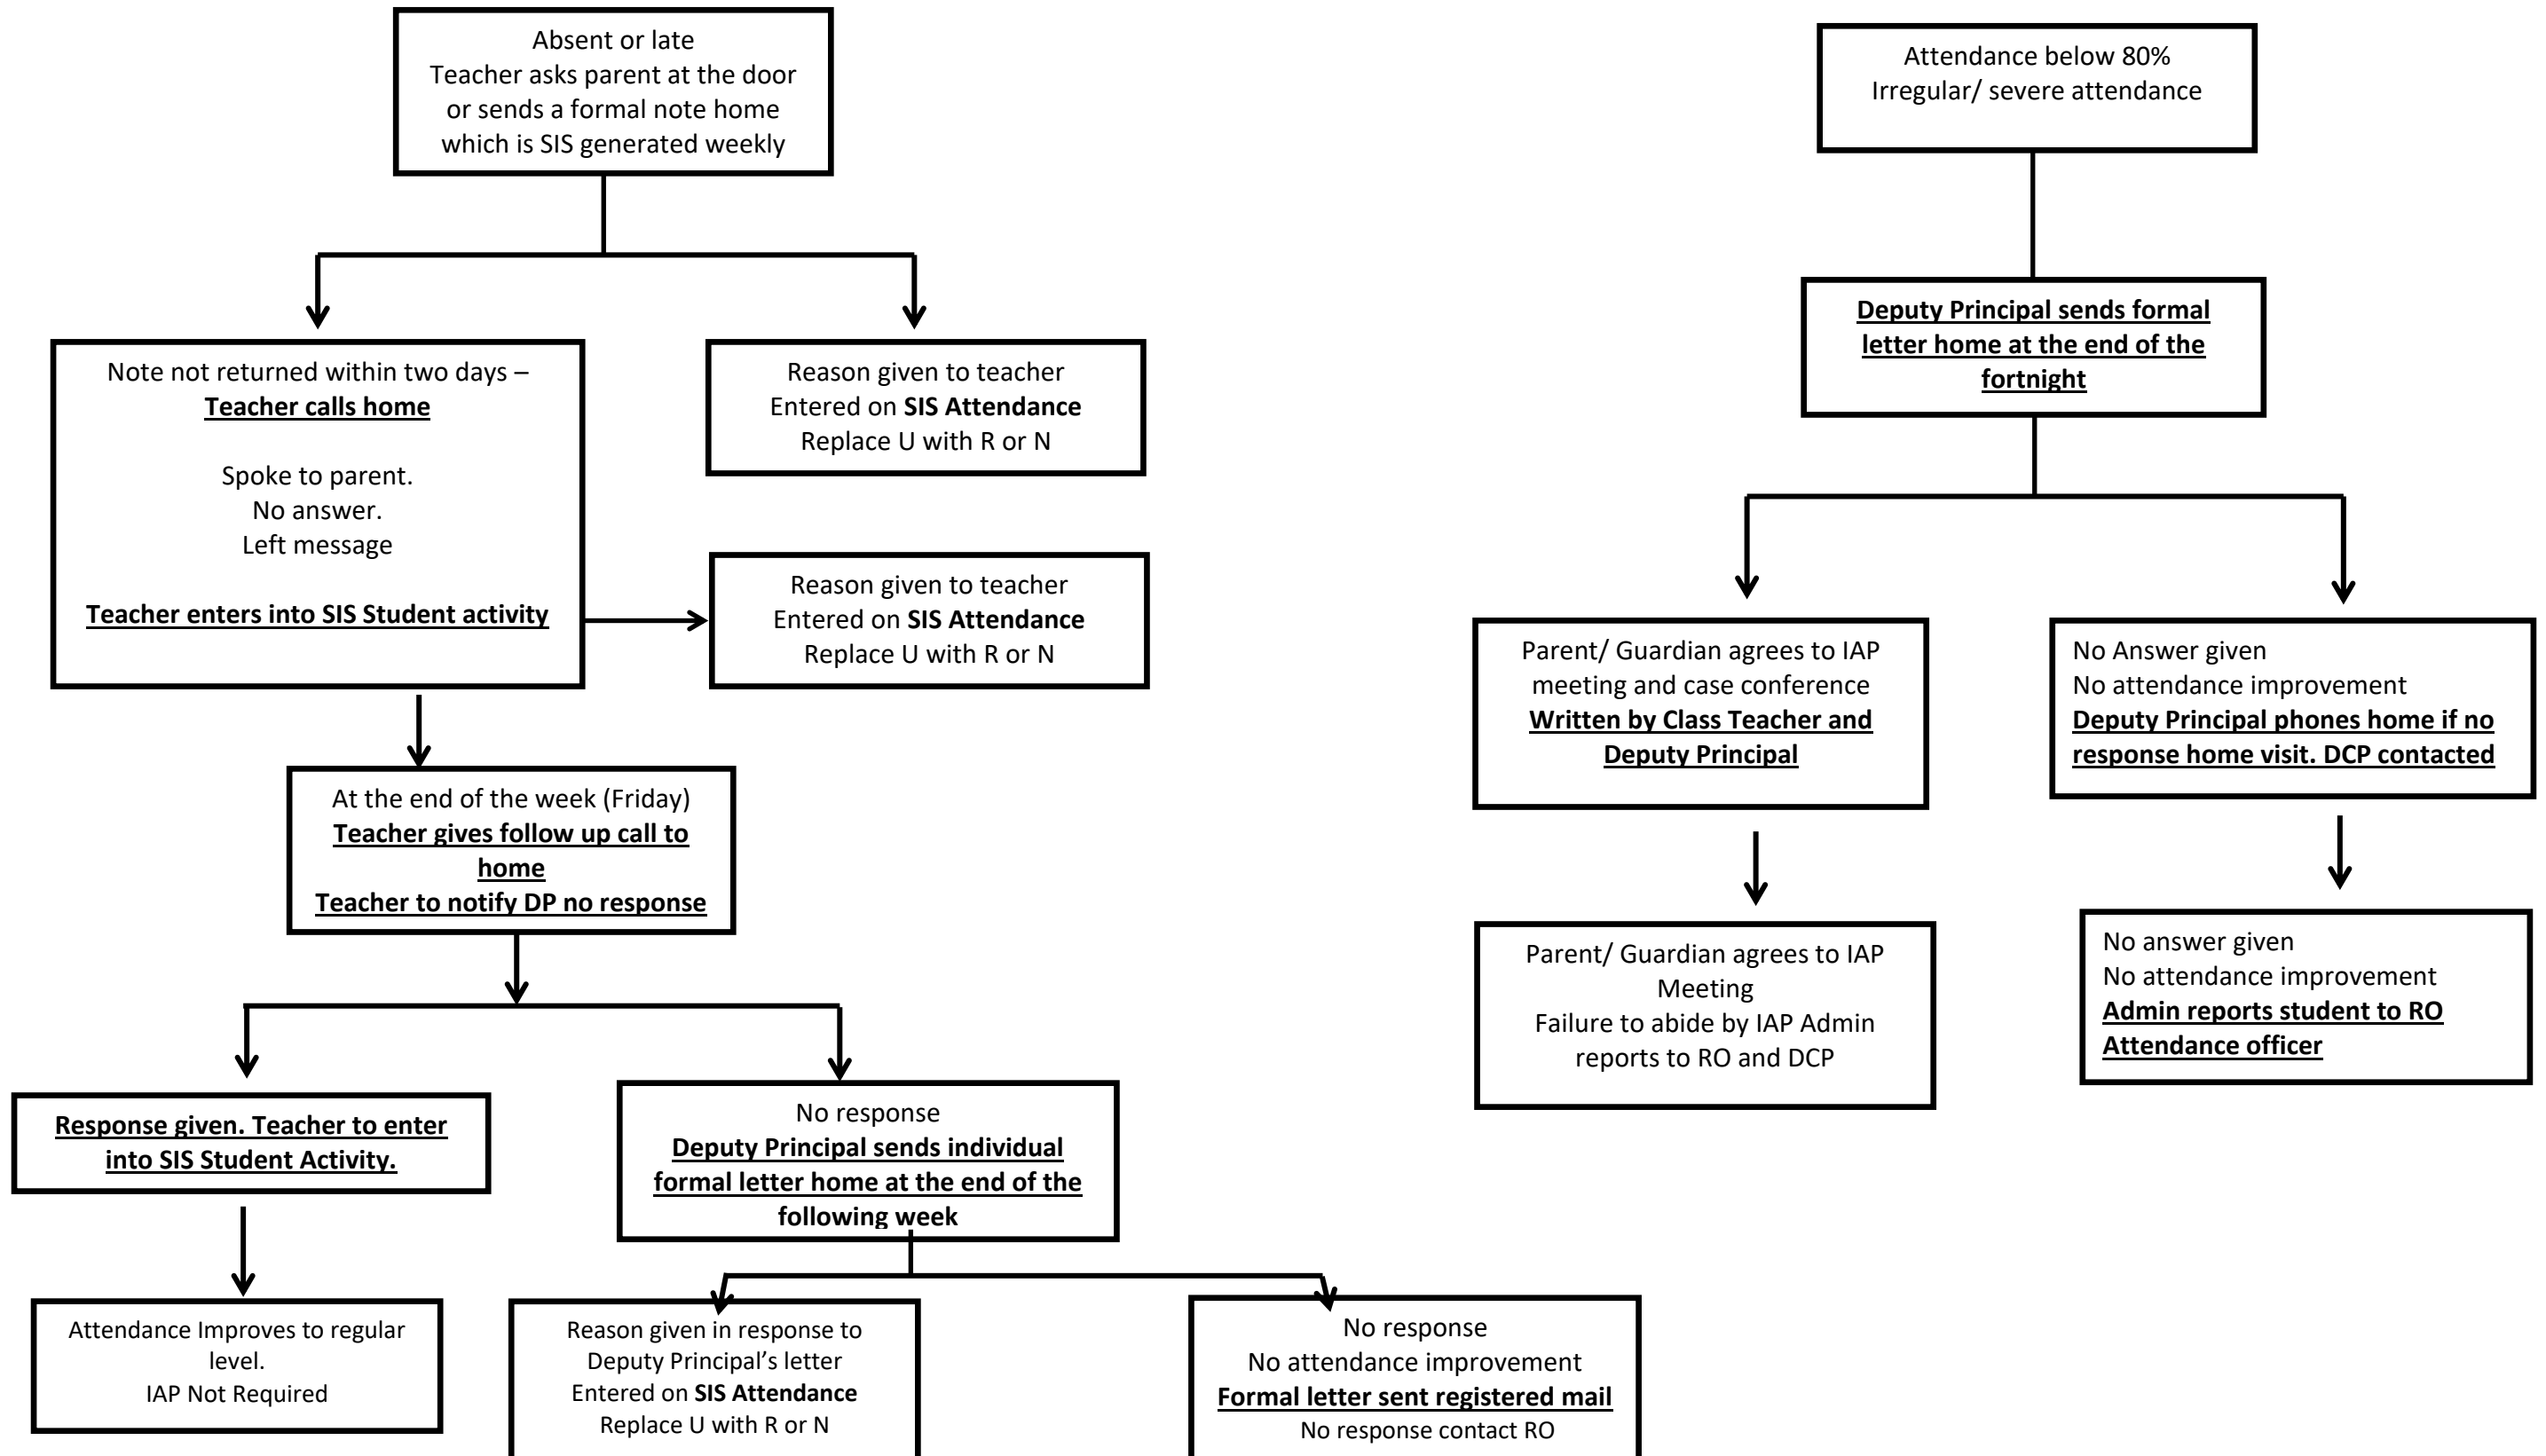 Absent or late
Teacher asks parent at the door
or sends a formal note home
which is SIS generated weekly
Note not returned within two days –
Teacher calls home
Spoke to parent.
No answer.
Left message
Teacher enters into SIS Student activity
Reason given to teacher
Entered on SIS Attendance
Replace U with R or N
Reason given to teacher
Entered on SIS Attendance
Replace U with R or N
At the end of the week (Friday)
Teacher gives follow up call to
home
Teacher to notify DP no response
Response given. Teacher to enter
into SIS Student Activity.
No response
Deputy Principal sends individual
formal letter home at the end of the
following week
Attendance Improves to regular
level.
IAP Not Required
Reason given in response to
Deputy Principal’s letter
Entered on SIS Attendance
Replace U with R or N
No response
No attendance improvement
Formal letter sent registered mail
No response contact RO
Attendance below 80%
Irregular/ severe attendance
Deputy Principal sends formal
letter home at the end of the
fortnight
Parent/ Guardian agrees to IAP
meeting and case conference
Written by Class Teacher and
Deputy Principal
No Answer given
No attendance improvement
Deputy Principal phones home if no
response home visit. DCP contacted
Parent/ Guardian agrees to IAP
Meeting
Failure to abide by IAP Admin
reports to RO and DCP
No answer given
No attendance improvement
Admin reports student to RO
Attendance officer